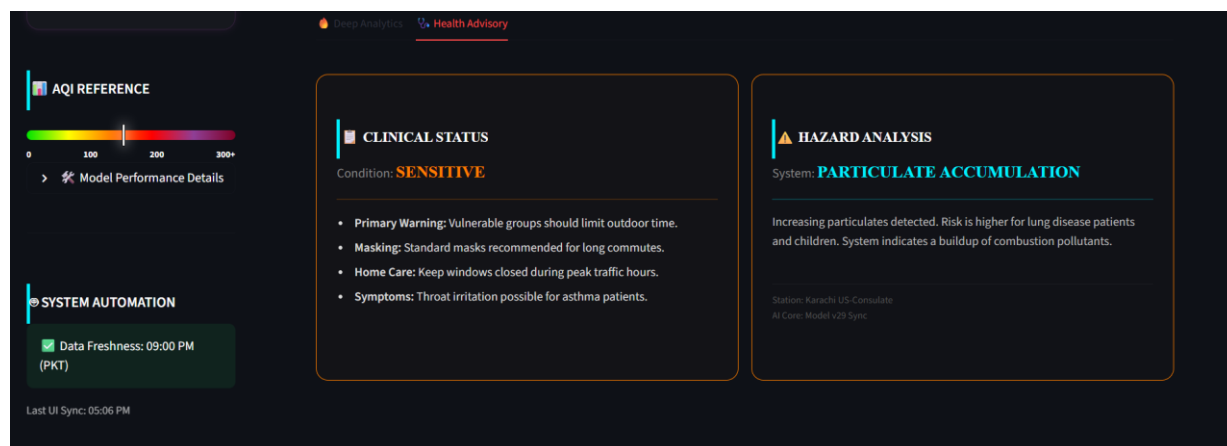 Deep Analytics
Health Advisory
AQI REFERENCE
0 100 200 300+
Model Performance Details
SYSTEM AUTOMATION
Data Freshness: 09:00 PM
(PKT)
Last UI Sync: 05:06 PM
CLINICAL STATUS
Condition: SENSITIVE
• Primary Warning: Vulnerable groups should limit outdoor time.
• Masking: Standard masks recommended for long commutes.
• Home Care: Keep windows closed during peak traffic hours.
• Symptoms: Throat irritation possible for asthma patients.
HAZARD ANALYSIS
System: PARTICULATE ACCUMULATION
Increasing particulates detected. Risk is higher for lung disease patients
and children. System indicates a buildup of combustion pollutants.
Station: Karachi US-Consulate
AI Core: Model v29 Sync